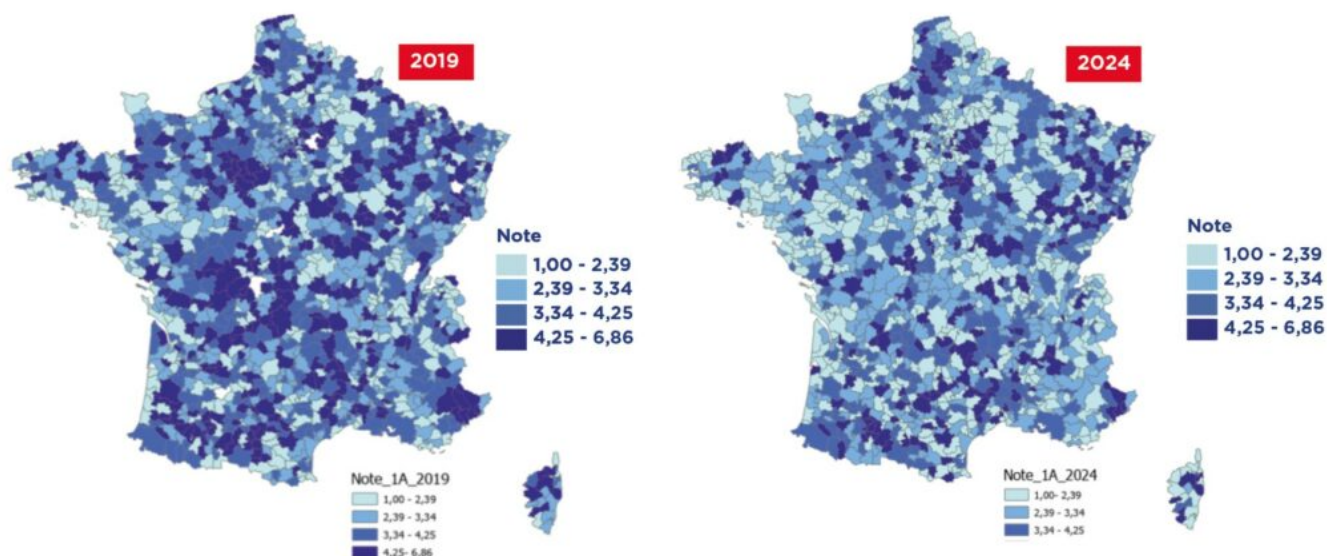 2019
Note
1,00 - 2,39
2,39 - 3,34
3,34 - 4,25
4,25 - 6,86
Note_1A_2019
1,00 - 2,39
2,39 - 3,34
3,34 - 4,25
4,25 - 6,86
2024
Note
1,00 - 2,39
2,39 - 3,34
3,34 - 4,25
4,25 - 6,86
Note_1A_2024
1,00- 2,39
2,39 - 3,34
3,34 - 4,25